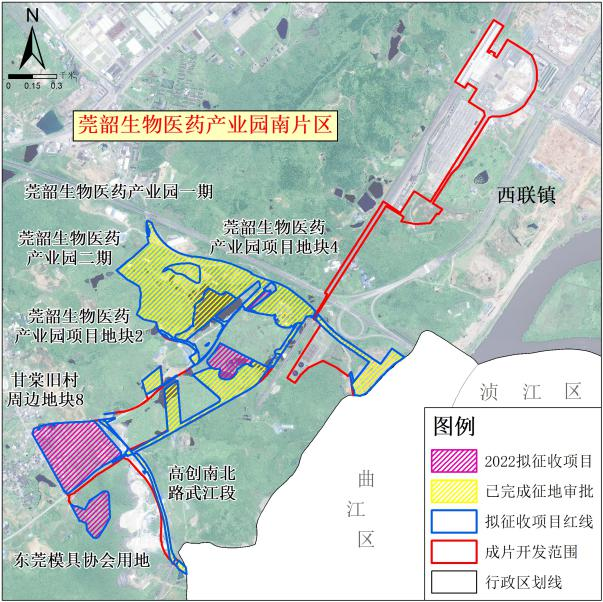 N
0 0.15 0.3
千米
莞韶生物医药产业园南片区
莞韶生物医药产业园一期
西联镇
莞韶生物医药
产业园二期
莞韶生物医药
产业园项目地块4
莞韶生物医药
产业园项目地块2
甘棠旧村
周边地块8
浈江区
高创南北
路武江段
曲
江
区
东莞模具协会用地
图例
2022拟征收项目
已完成征地审批
拟征收项目红线
成片开发范围
行政区划线